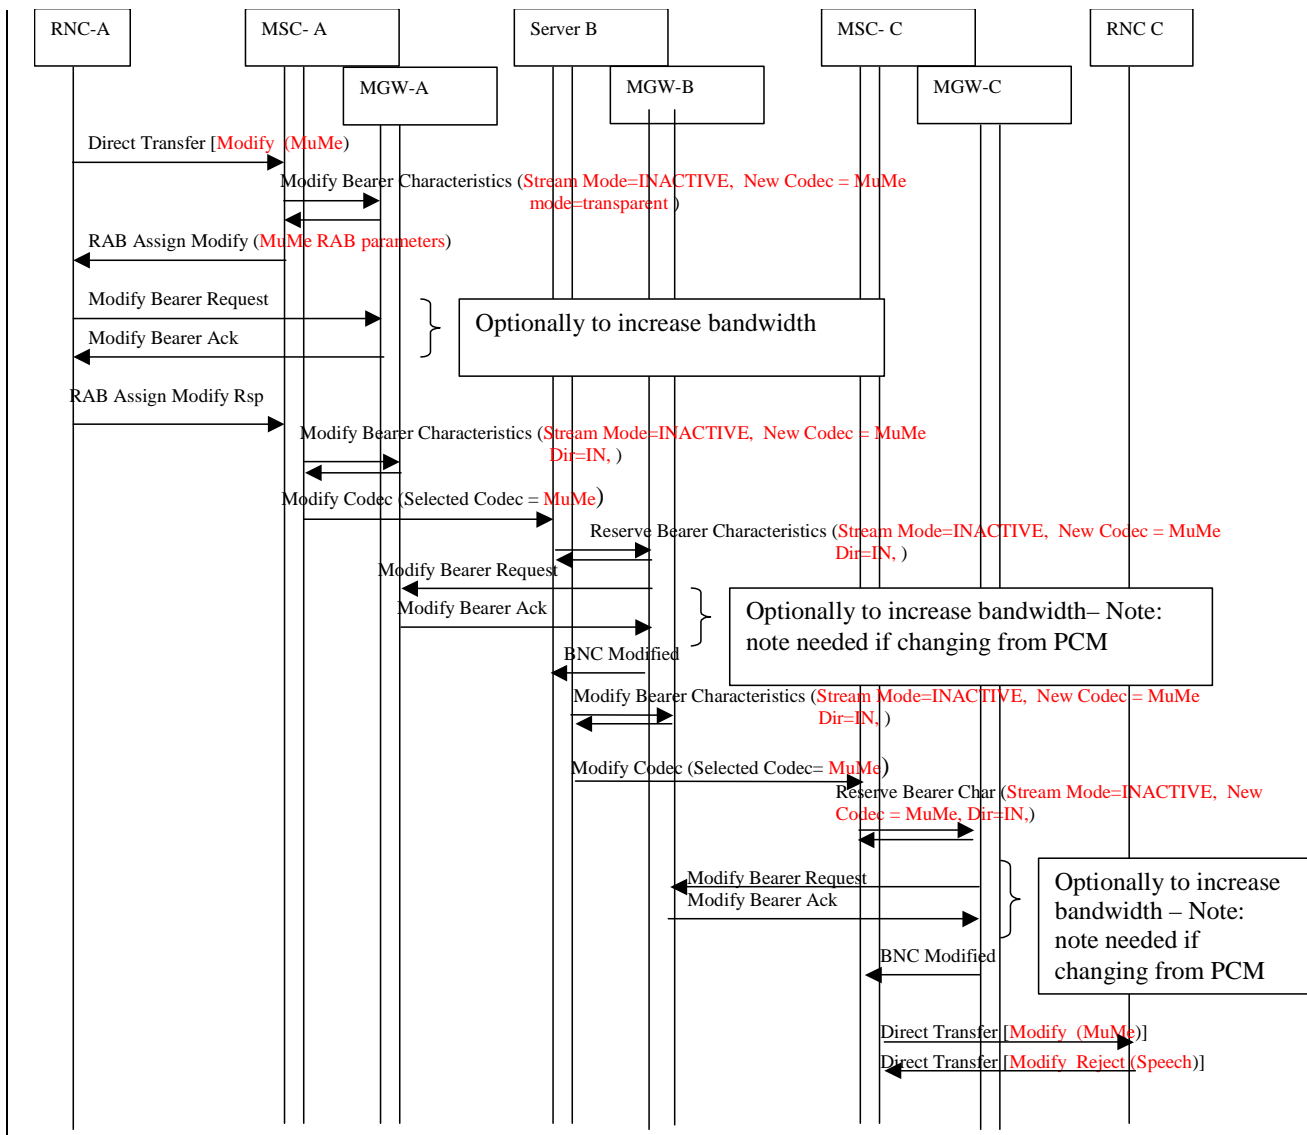 RNC-A
MSC- A
Server B
MSC- C
RNC C
MGW-A
MGW-B
MGW-C
Direct Transfer [Modify  (MuMe)
Modify Bearer Characteristics (Stream Mode=INACTIVE,  New Codec = MuMe
mode=transparent )
RAB Assign Modify (MuMe RAB parameters)
Modify Bearer Request
Optionally to increase bandwidth
Modify Bearer Ack
RAB Assign Modify Rsp
Modify Bearer Characteristics (Stream Mode=INACTIVE,  New Codec = MuMe
Dir=IN, )
Modify Codec (Selected Codec = MuMe)
Reserve Bearer Characteristics (Stream Mode=INACTIVE,  New Codec = MuMe
Dir=IN, )
Modify Bearer Request
Modify Bearer Ack
Optionally to increase bandwidth– Note:
note needed if changing from PCM
BNC Modified
Modify Bearer Characteristics (Stream Mode=INACTIVE,  New Codec = MuMe
Dir=IN, )
Modify Codec (Selected Codec= MuMe)
Reserve Bearer Char (Stream Mode=INACTIVE,  New
Codec = MuMe, Dir=IN,)
Modify Bearer Request
Modify Bearer Ack
Optionally to increase
bandwidth – Note:
note needed if
changing from PCM
BNC Modified
Direct Transfer [Modify  (MuMe)]
Direct Transfer [Modify  Reject (Speech)]